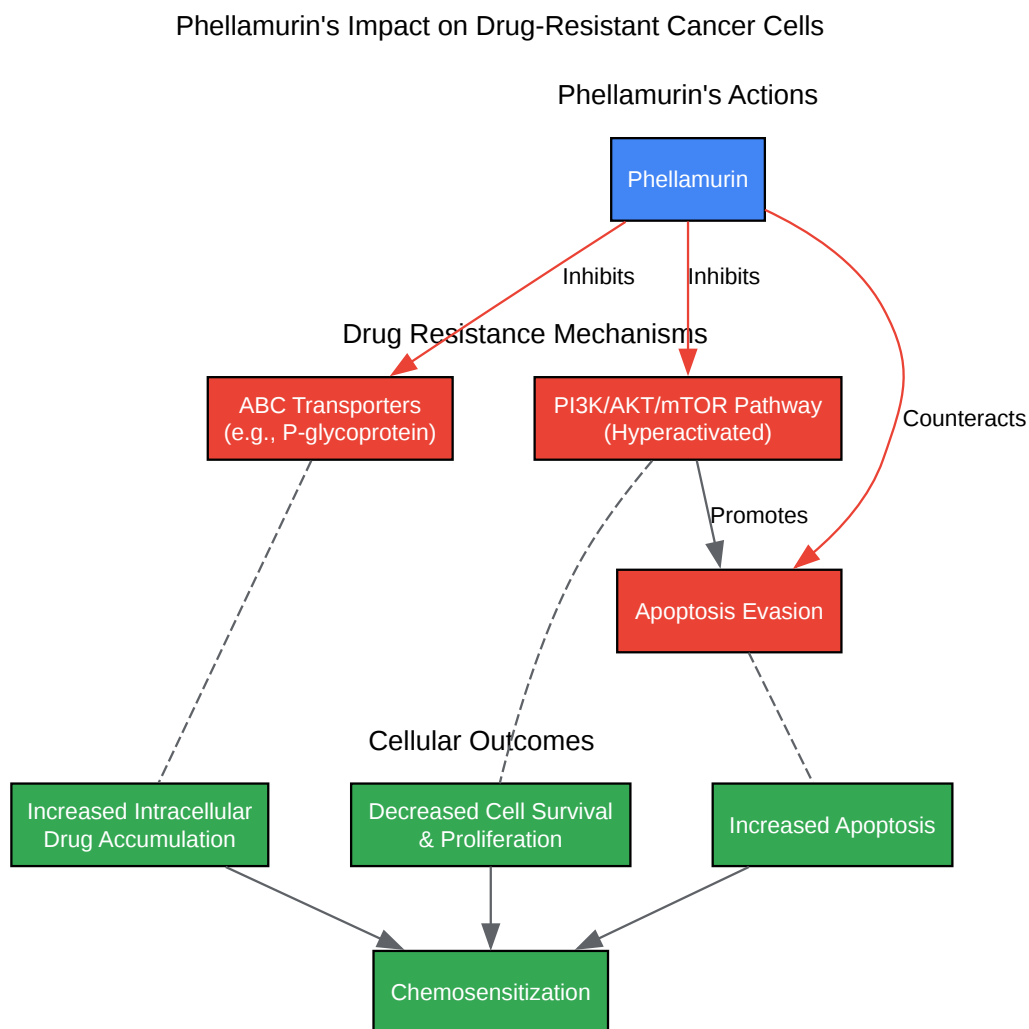 Phellamurin's Impact on Drug-Resistant Cancer Cells
Phellamurin's Actions
Phellamurin
Inhibits
Inhibits
Drug Resistance Mechanisms
ABC Transporters
(e.g., P-glycoprotein)
PI3K/AKT/mTOR Pathway
(Hyperactivated)
Counteracts
Promotes
Apoptosis Evasion
Cellular Outcomes
Increased Intracellular
Drug Accumulation
Decreased Cell Survival
& Proliferation
Increased Apoptosis
Chemosensitization